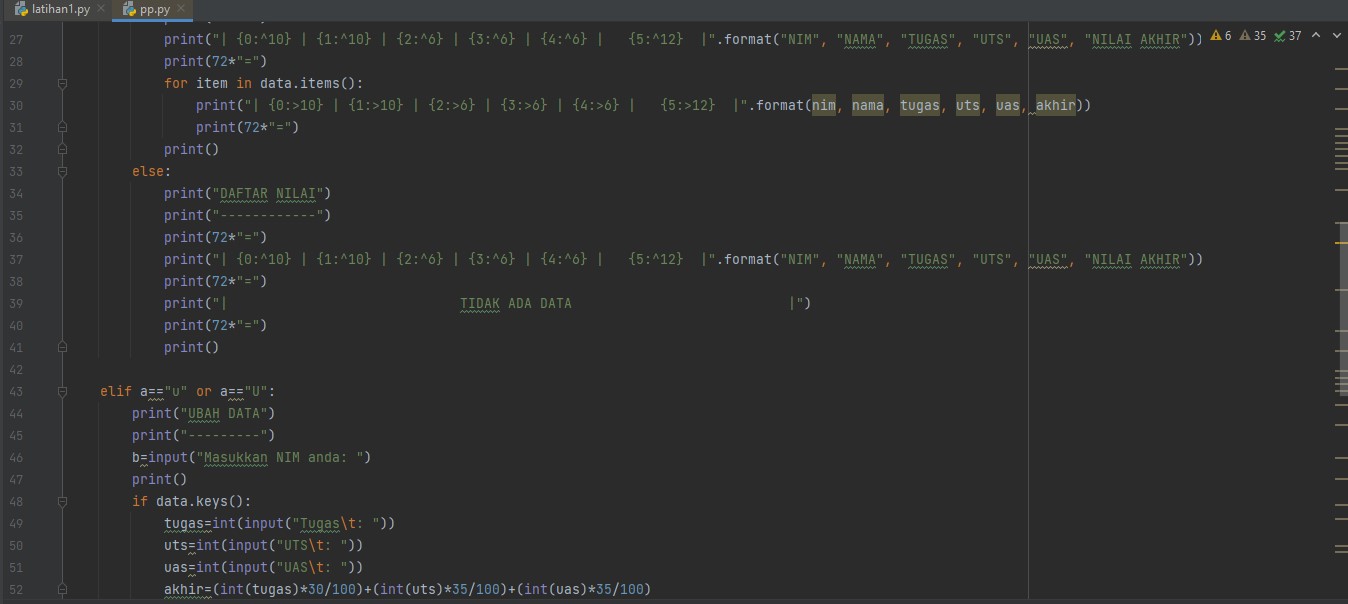 latihan1.py
pp.py
27 print("| {0:^10} | {1:^10} | {2:^6} | {3:^6} | {4:^6} |   {5:^12}  |".format("NIM", "NAMA", "TUGAS", "UTS", "UAS", "NILAI AKHIR")) 6 35 37
28 print(72*"=")
29 for item in data.items():
30 print("| {0:>10} | {1:>10} | {2:>6} | {3:>6} | {4:>6} |   {5:>12}  |".format(nim, nama, tugas, uts, uas, akhir))
31 print(72*"=")
32 print()
33 else:
34 print("DAFTAR NILAI")
35 print("------------")
36 print(72*"=")
37 print("| {0:^10} | {1:^10} | {2:^6} | {3:^6} | {4:^6} |   {5:^12}  |".format("NIM", "NAMA", "TUGAS", "UTS", "UAS", "NILAI AKHIR"))
38 print(72*"=")
39 print("|                             TIDAK ADA DATA                           |")
40 print(72*"=")
41 print()
42
43 elif a=="u" or a=="U":
44 print("UBAH DATA")
45 print("---------")
46 b=input("Masukkan NIM anda: ")
47 print()
48 if data.keys():
49 tugas=int(input("Tugas\t: "))
50 uts=int(input("UTS\t: "))
51 uas=int(input("UAS\t: "))
52 akhir=(int(tugas)*30/100)+(int(uts)*35/100)+(int(uas)*35/100)